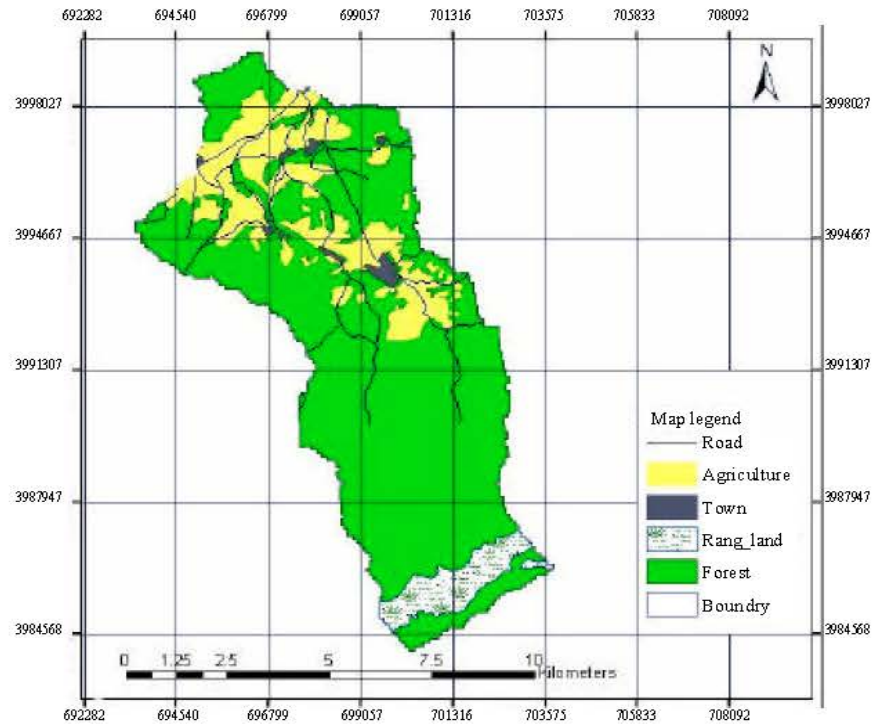 692282 694540 696799 699057 701316 703575 705833 708092
N
3998027 3998027
3994667 3994667
3991307 3991307
Map legend
Road
Agriculture
3987947 3987947
Town
Rang_land
Forest
Boundry
3984568 3984568
0 1.25 2.5 5 7.5 10
Kilometers
692282 694540 696799 699057 701316 703575 705833 708092